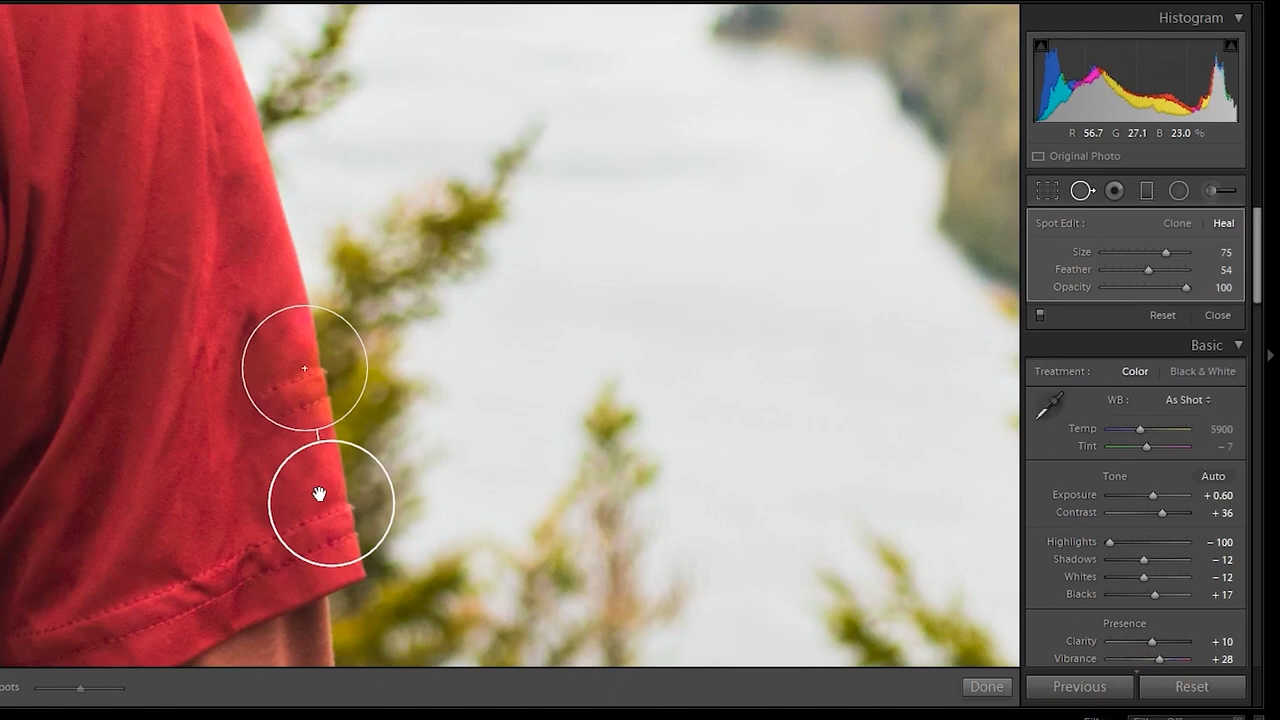 Histogram
R 56.7 G 27.1 B 23.0 %
Original Photo
Spot Edit : Clone Heal
Size 75
Feather 54
Opacity 100
Reset Close
Basic
Treatment : Color Black & White
WB : As Shot
Temp 5900
Tint – 7
Tone Auto
Exposure + 0.60
Contrast + 36
Highlights – 100
Shadows – 12
Whites – 12
Blacks + 17
Presence
Clarity + 10
Vibrance + 28
pots Done Previous Reset